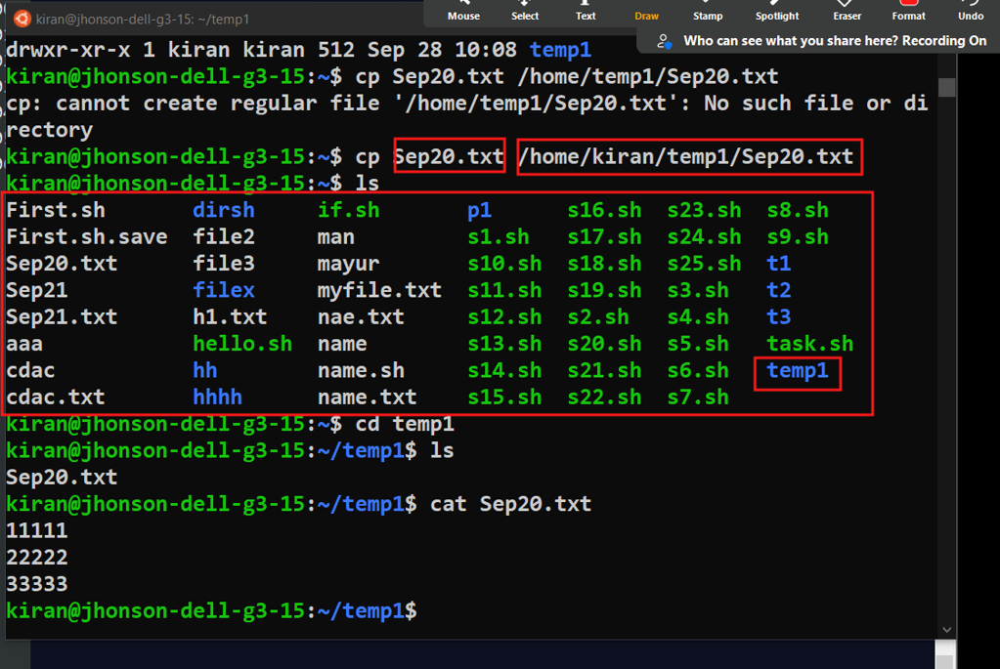 kiran@jhonson-dell-g3-15: ~/temp1
Mouse Select Text Draw Stamp Spotlight Eraser Format Undo
Who can see what you share here? Recording On
drwxr-xr-x 1 kiran kiran 512 Sep 28 10:08 temp1
kiran@jhonson-dell-g3-15:~$ cp Sep20.txt /home/temp1/Sep20.txt
cp: cannot create regular file '/home/temp1/Sep20.txt': No such file or di
rectory
kiran@jhonson-dell-g3-15:~$ cp Sep20.txt /home/kiran/temp1/Sep20.txt
kiran@jhonson-dell-g3-15:~$ ls
First.sh dirsh if.sh p1 s16.sh s23.sh s8.sh
First.sh.save file2 man s1.sh s17.sh s24.sh s9.sh
Sep20.txt file3 mayur s10.sh s18.sh s25.sh t1
Sep21 filex myfile.txt s11.sh s19.sh s3.sh t2
Sep21.txt h1.txt nae.txt s12.sh s2.sh s4.sh t3
aaa hello.sh name s13.sh s20.sh s5.sh task.sh
cdac hh name.sh s14.sh s21.sh s6.sh temp1
cdac.txt hhhh name.txt s15.sh s22.sh s7.sh
kiran@jhonson-dell-g3-15:~$ cd temp1
kiran@jhonson-dell-g3-15:~/temp1$ ls
Sep20.txt
kiran@jhonson-dell-g3-15:~/temp1$ cat Sep20.txt
11111
22222
33333
kiran@jhonson-dell-g3-15:~/temp1$